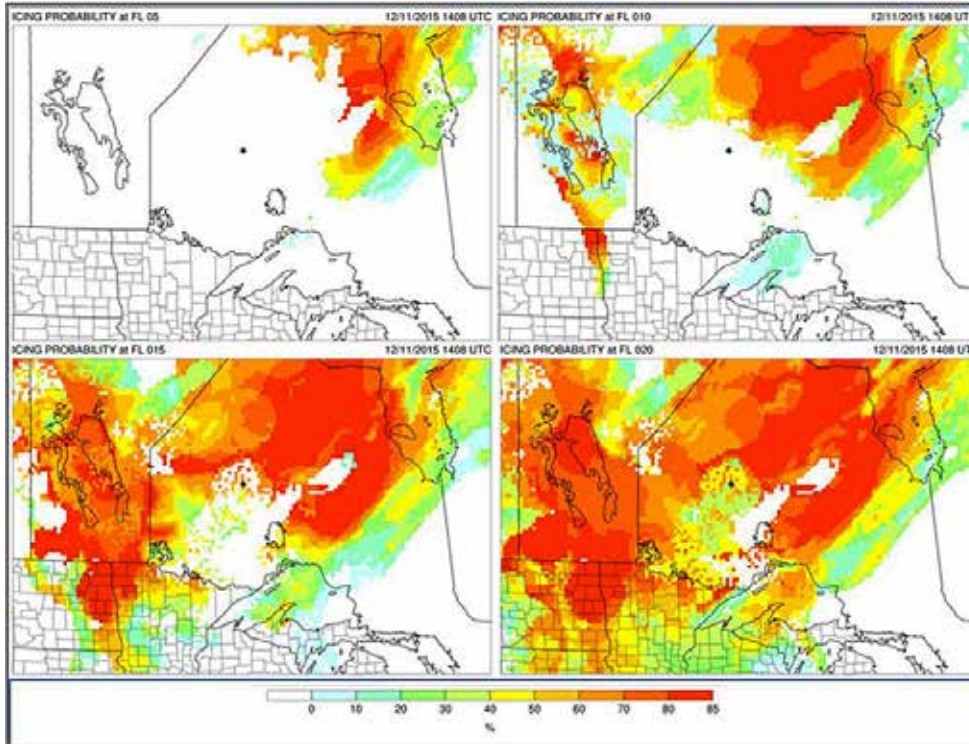 ICING PROBABILITY at FL 05 12/11/2015 1408 UTC
ICING PROBABILITY at FL 010 12/11/2015 1408 UTC
ICING PROBABILITY at FL 015 12/11/2015 1408 UTC
ICING PROBABILITY at FL 020 12/11/2015 1408 UTC
0 10 20 30 40 50 60 70 80 85
%